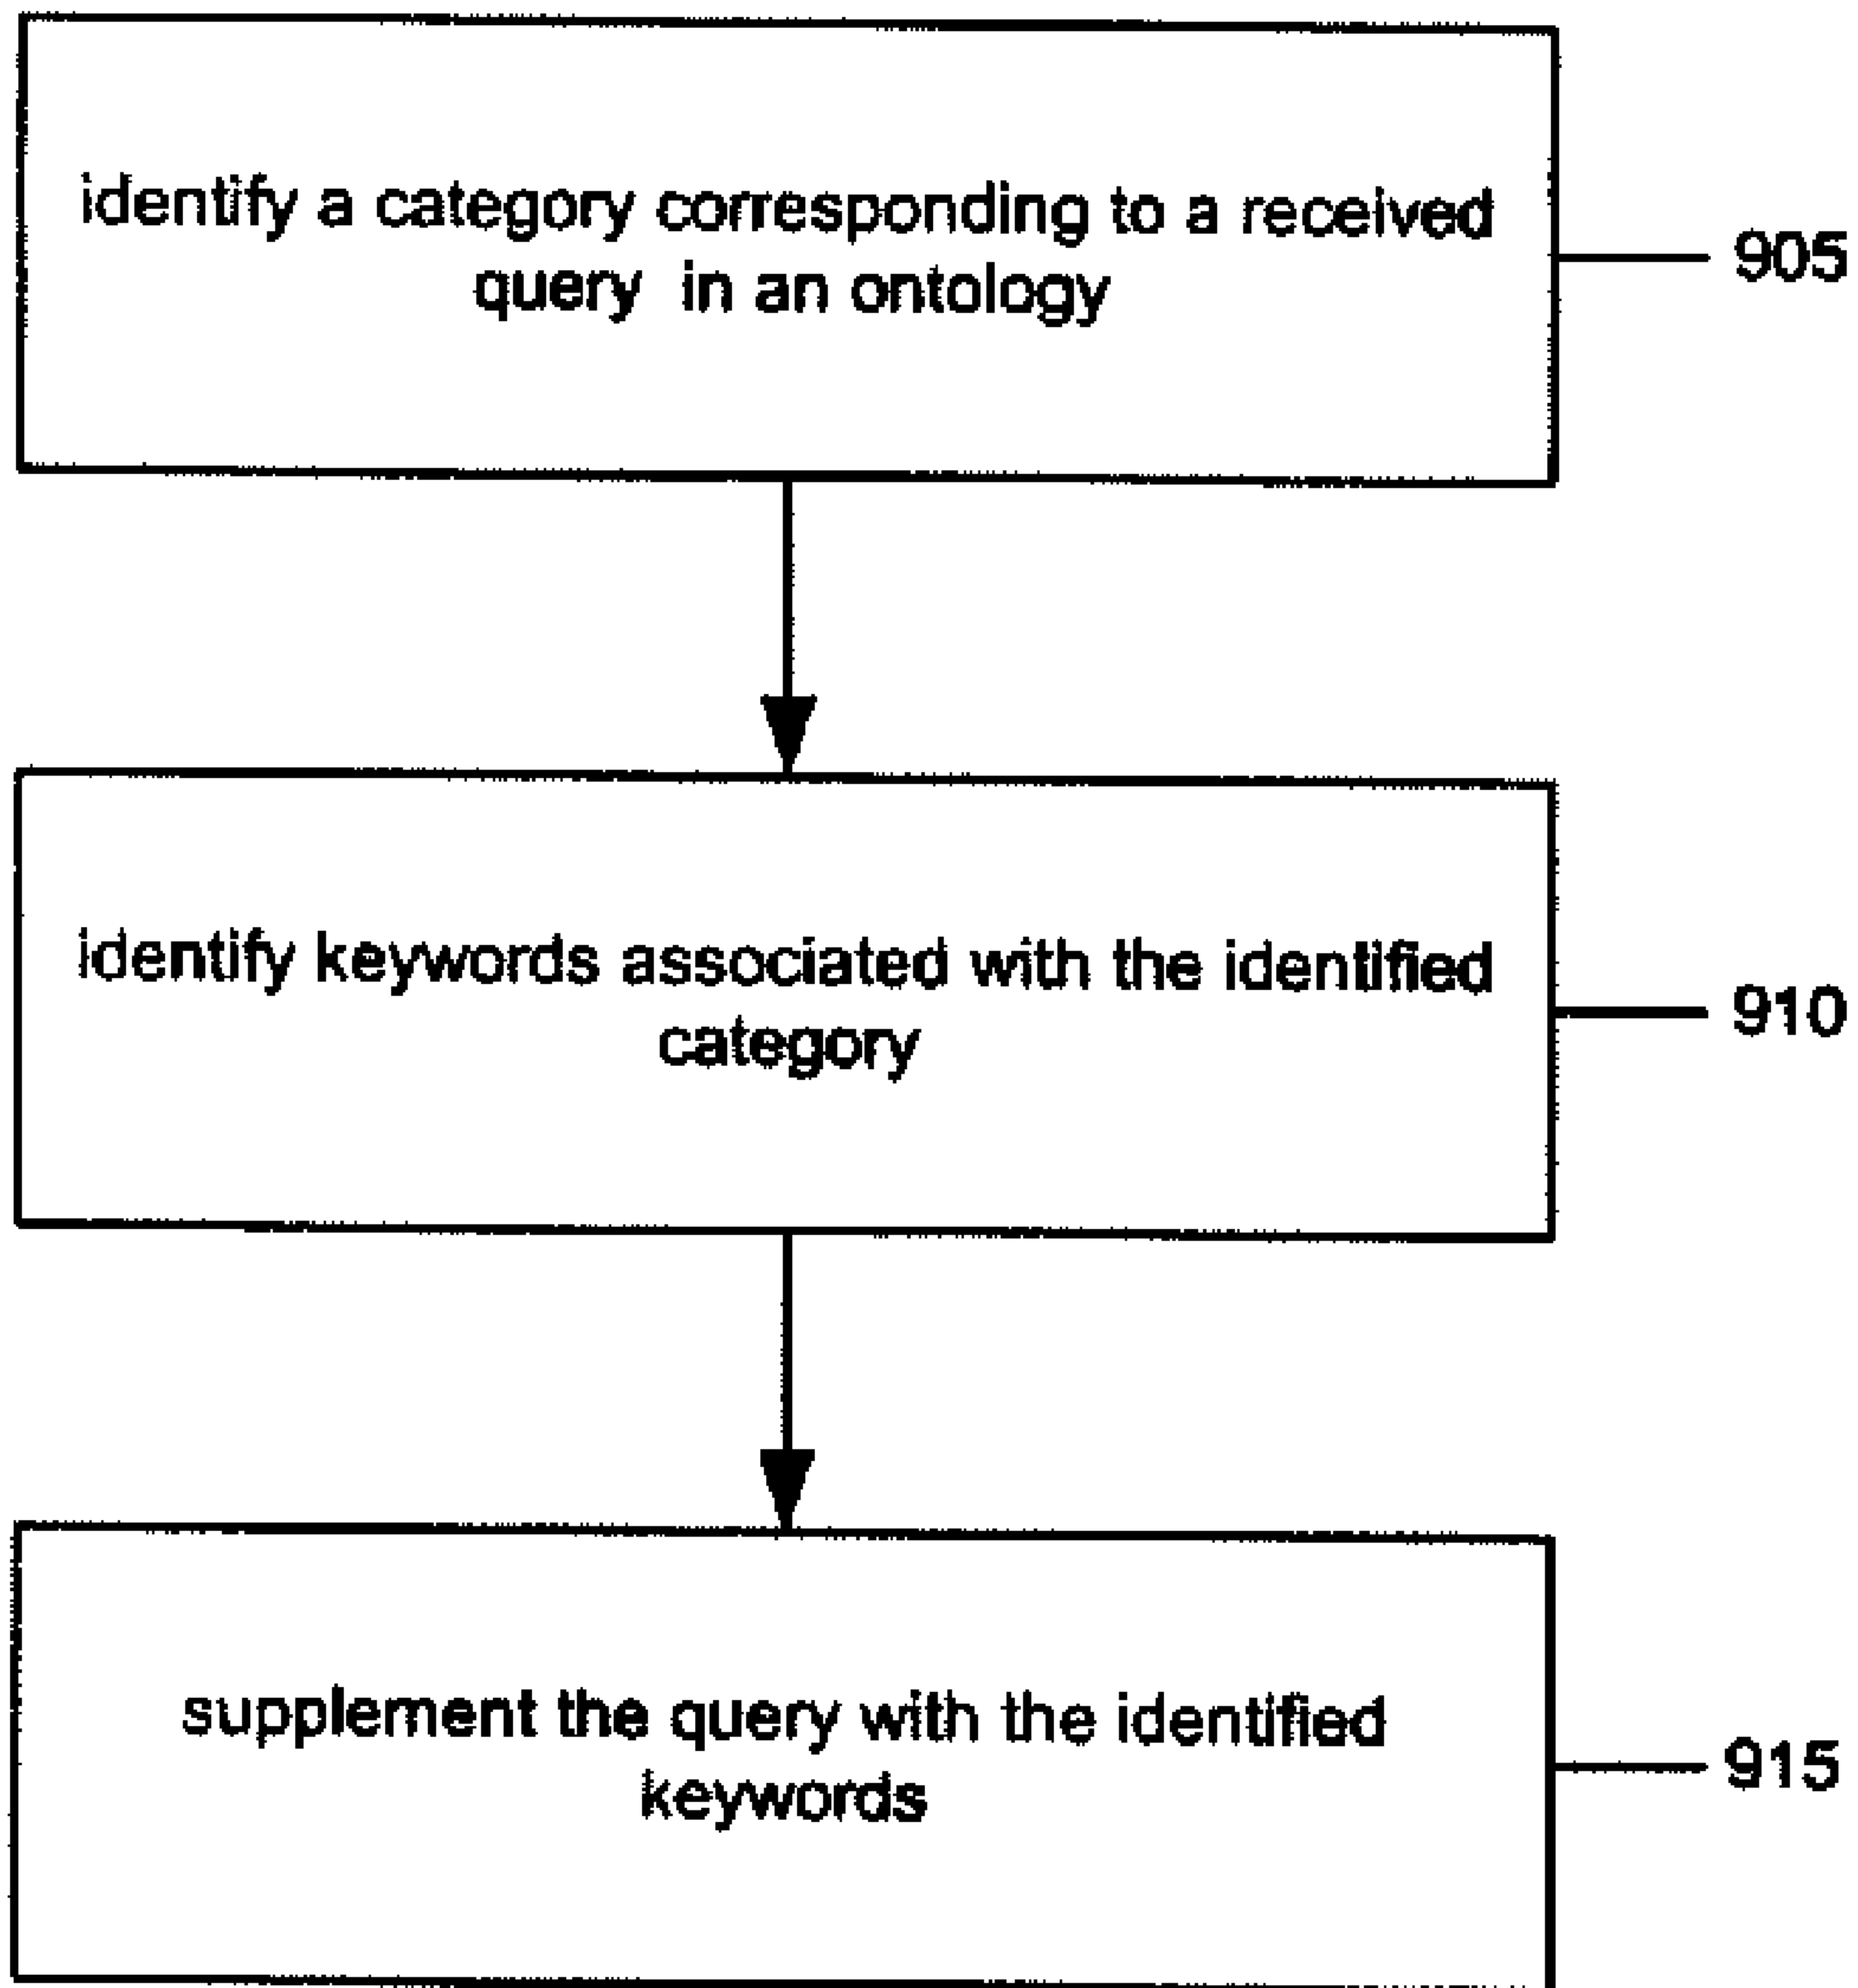 identify a category corresponding to a received
query in an ontology
905
identify keywords associated with the identified
category
910
supplement the query with the identified
keywords
915